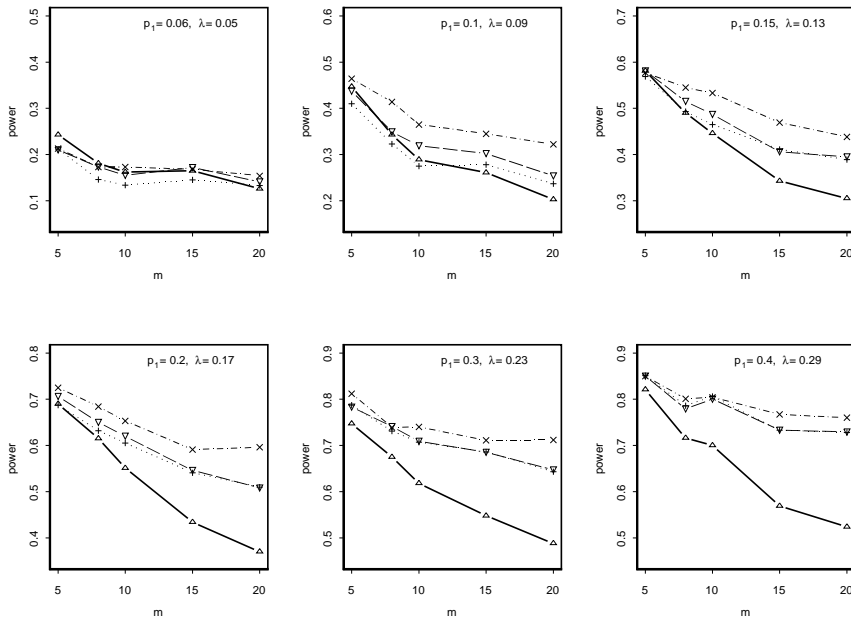 p1= 0.06, λ= 0.05
power
0.1 0.2 0.3 0.4 0.5
5 10 15 20
m
p1= 0.1, λ= 0.09
power
0.2 0.3 0.4 0.5 0.6
5 10 15 20
m
p1= 0.15, λ= 0.13
power
0.3 0.4 0.5 0.6 0.7
5 10 15 20
m
p1= 0.2, λ= 0.17
power
0.4 0.5 0.6 0.7 0.8
5 10 15 20
m
p1= 0.3, λ= 0.23
power
0.5 0.6 0.7 0.8 0.9
5 10 15 20
m
p1= 0.4, λ= 0.29
power
0.5 0.6 0.7 0.8 0.9
5 10 15 20
m